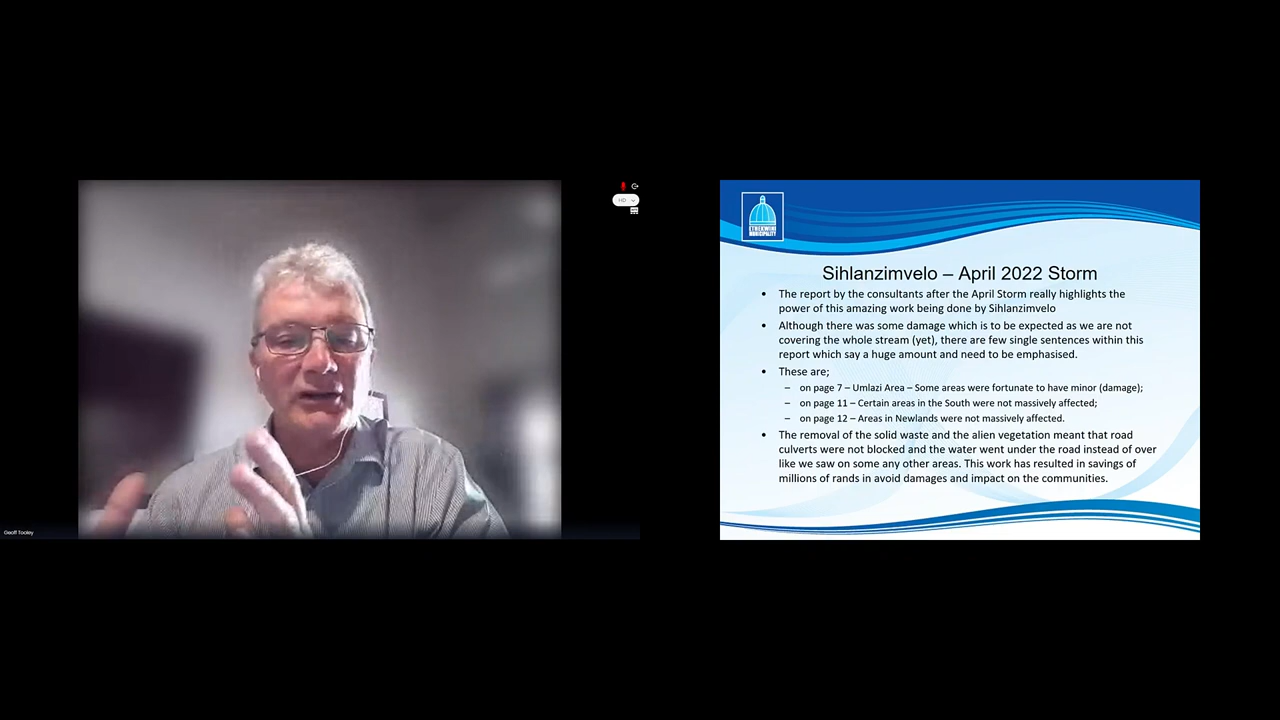 HD
Geoff Tooley
ETHEKWINI
MUNICIPALITY
Sihlanzimvelo – April 2022 Storm
• The report by the consultants after the April Storm really highlights the
power of this amazing work being done by Sihlanzimvelo
• Although there was some damage which is to be expected as we are not
covering the whole stream (yet), there are few single sentences within this
report which say a huge amount and need to be emphasised.
• These are;
– on page 7 – Umlazi Area – Some areas were fortunate to have minor (damage);
– on page 11 – Certain areas in the South were not massively affected;
– on page 12 – Areas in Newlands were not massively affected.
• The removal of the solid waste and the alien vegetation meant that road
culverts were not blocked and the water went under the road instead of over
like we saw on some any other areas. This work has resulted in savings of
millions of rands in avoid damages and impact on the communities.